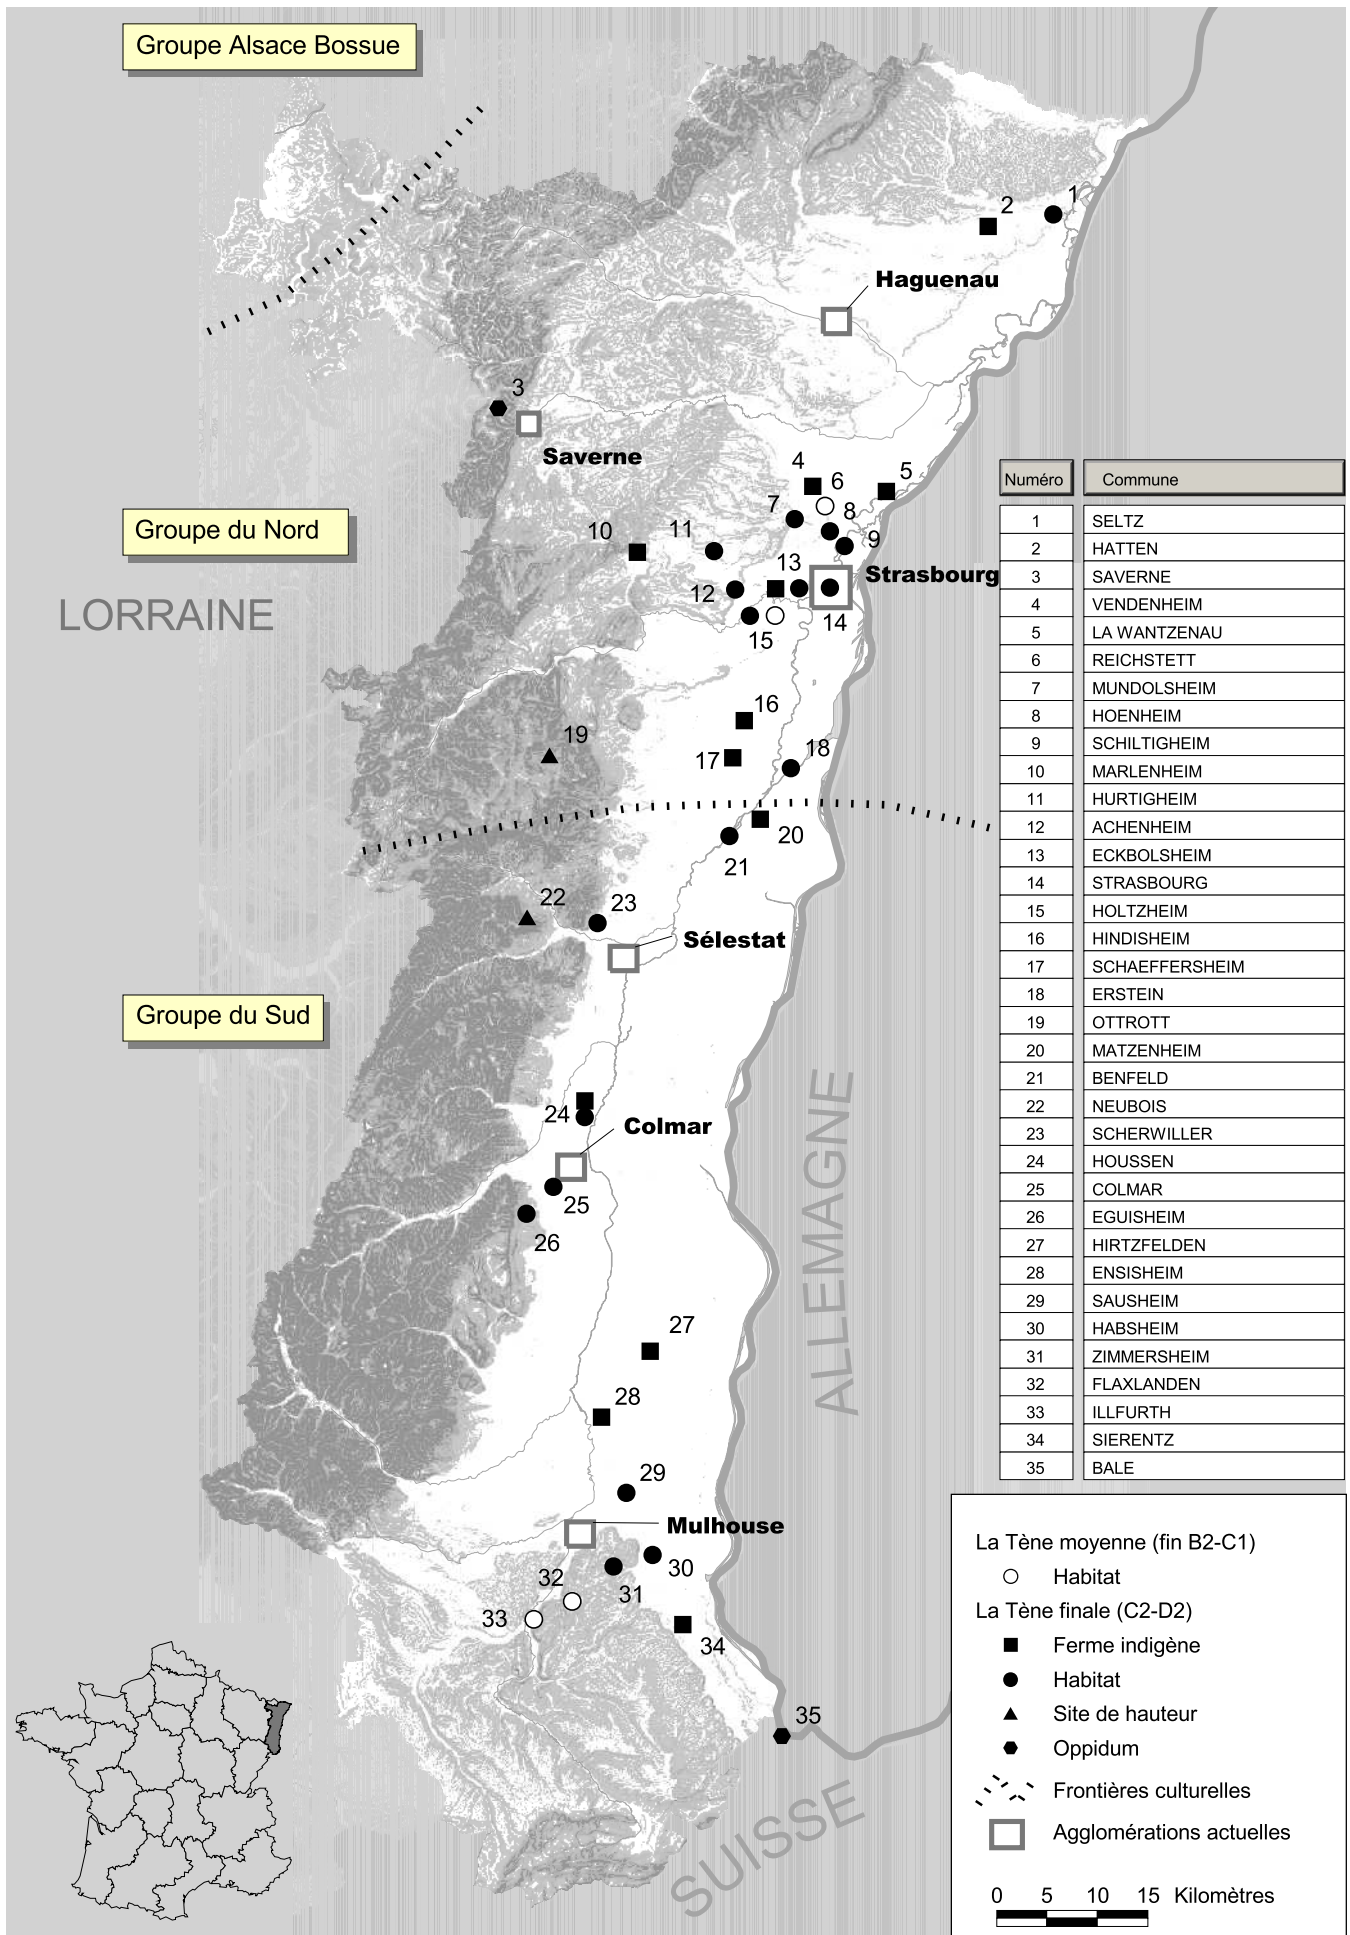 Groupe Alsace Bossue
1
2
Haguenau
3
Saverne
4
5
6
7
8
9
10
11
12
13
14
15
Strasbourg
Groupe du Nord
LORRAINE
16
17
18
19
20
21
22
23
Sélestat
Groupe du Sud
24
Colmar
25
26
ALLEMAGNE
27
28
29
Mulhouse
30
31
32
33
34
35
SUISSE
Numéro Commune
1 SELTZ
2 HATTEN
3 SAVERNE
4 VENDENHEIM
5 LA WANTZENAU
6 REICHSTETT
7 MUNDOLSHEIM
8 HOENHEIM
9 SCHILTIGHEIM
10 MARLENHEIM
11 HURTIGHEIM
12 ACHENHEIM
13 ECKBOLSHEIM
14 STRASBOURG
15 HOLTZHEIM
16 HINDISHEIM
17 SCHAEFFERSHEIM
18 ERSTEIN
19 OTTROTT
20 MATZENHEIM
21 BENFELD
22 NEUBOIS
23 SCHERWILLER
24 HOUSSEN
25 COLMAR
26 EGUISHEIM
27 HIRTZFELDEN
28 ENSISHEIM
29 SAUSHEIM
30 HABSHEIM
31 ZIMMERSHEIM
32 FLAXLANDEN
33 ILLFURTH
34 SIERENTZ
35 BALE
La Tène moyenne (fin B2-C1)
Habitat
La Tène finale (C2-D2)
Ferme indigène
Habitat
Site de hauteur
Oppidum
Frontières culturelles
Agglomérations actuelles
0 5 10 15 Kilomètres